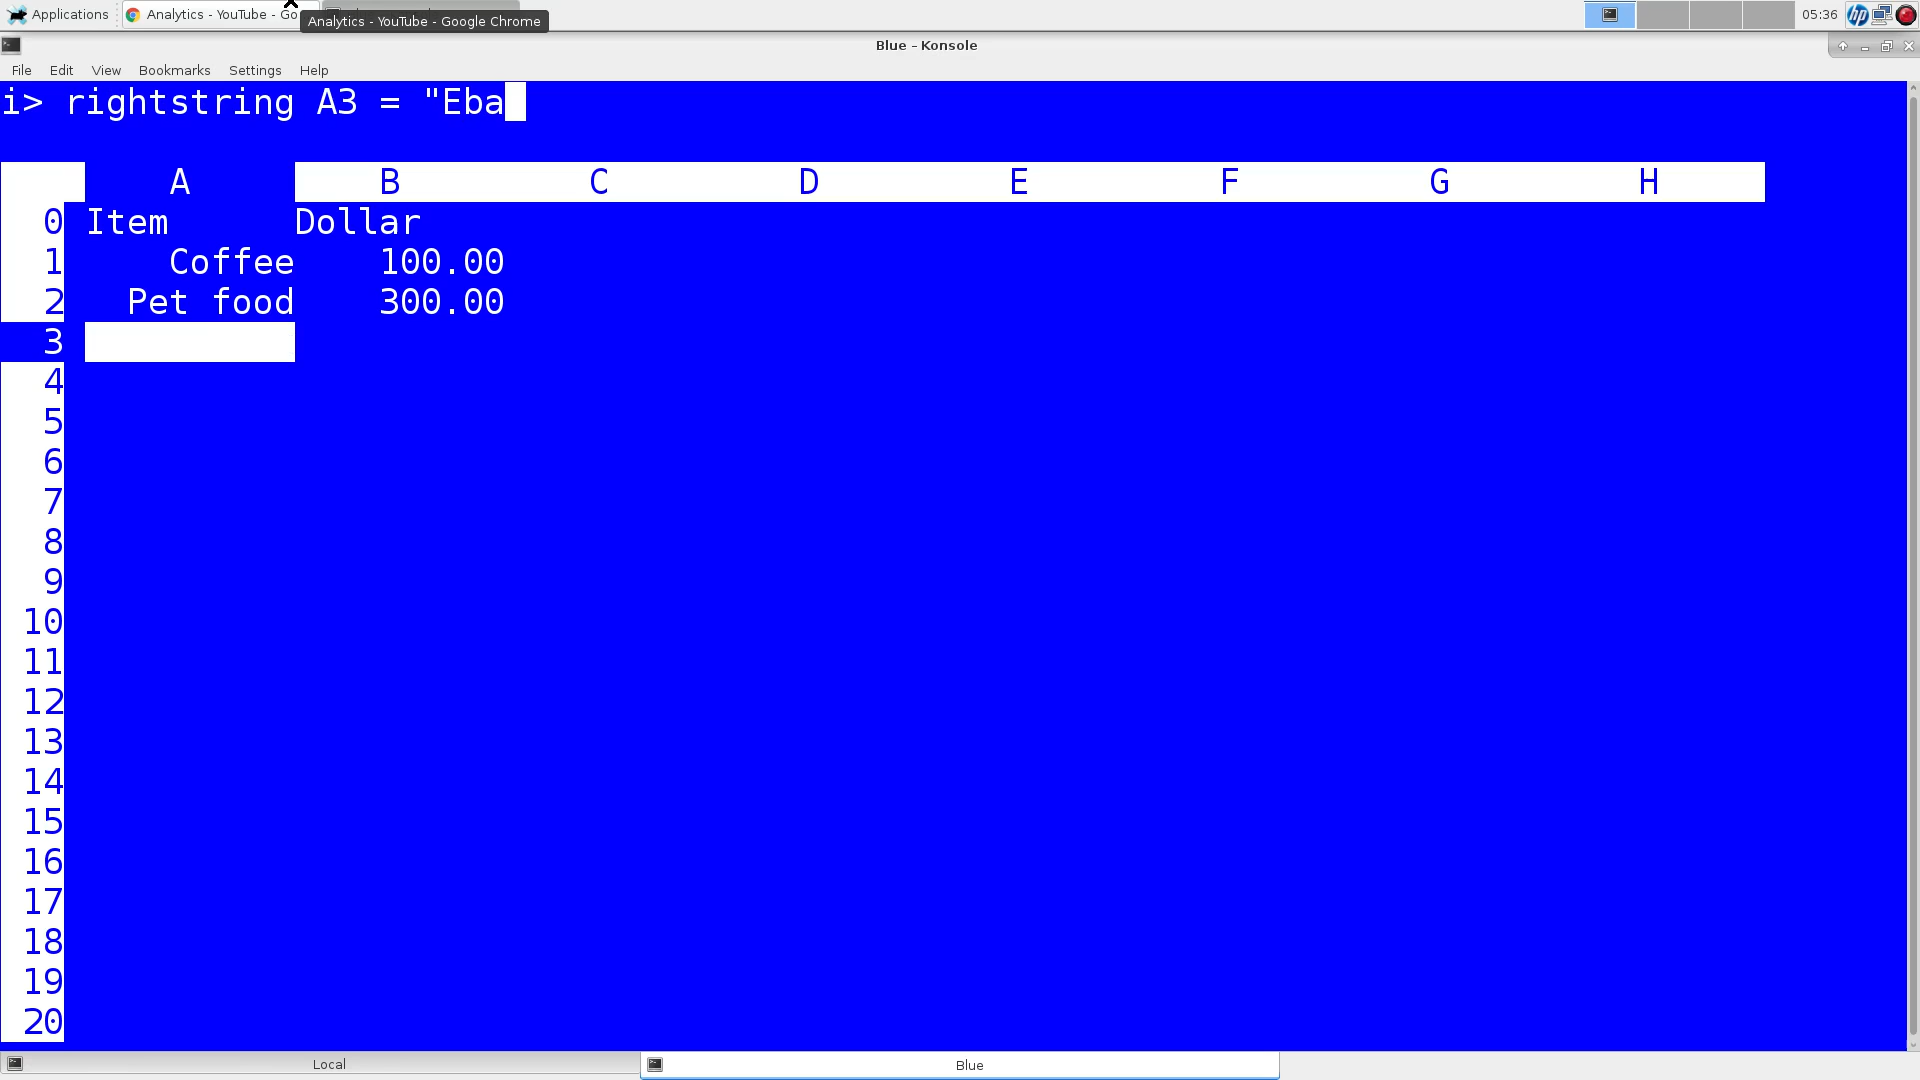 Applications
Analytics - YouTube - Go
Analytics - YouTube - Google Chrome
05:36
hp
Blue – Konsole
File Edit View Bookmarks Settings Help
i> rightstring A3 = "Eba
A B C D E F G H
0 Item Dollar
1 Coffee 100.00
2 Pet food 300.00
3
4
5
6
7
8
9
10
11
12
13
14
15
16
17
18
19
20
Local Blue